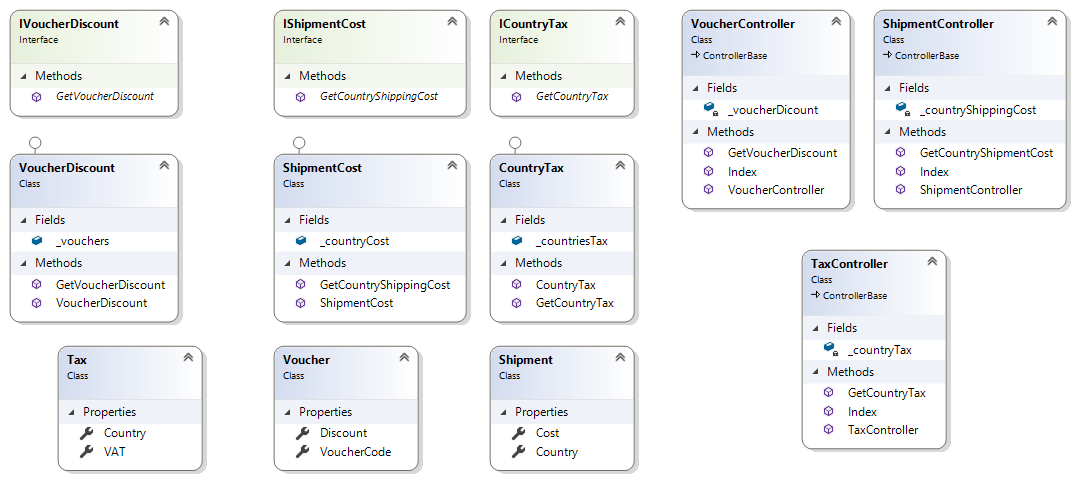 IVoucherDiscount
Interface
Methods
GetVoucherDiscount
IShipmentCost
Interface
Methods
GetCountryShippingCost
ICountryTax
Interface
Methods
GetCountryTax
VoucherController
Class
ControllerBase
Fields
_voucherDicount
Methods
GetVoucherDiscount
Index
VoucherController
ShipmentController
Class
ControllerBase
Fields
_countryShippingCost
Methods
GetCountryShipmentCost
Index
ShipmentController
VoucherDiscount
Class
Fields
_vouchers
Methods
GetVoucherDiscount
VoucherDiscount
ShipmentCost
Class
Fields
_countryCost
Methods
GetCountryShippingCost
ShipmentCost
CountryTax
Class
Fields
_countriesTax
Methods
CountryTax
GetCountryTax
TaxController
Class
ControllerBase
Fields
_countryTax
Methods
GetCountryTax
Index
TaxController
Tax
Class
Properties
Country
VAT
Voucher
Class
Properties
Discount
VoucherCode
Shipment
Class
Properties
Cost
Country